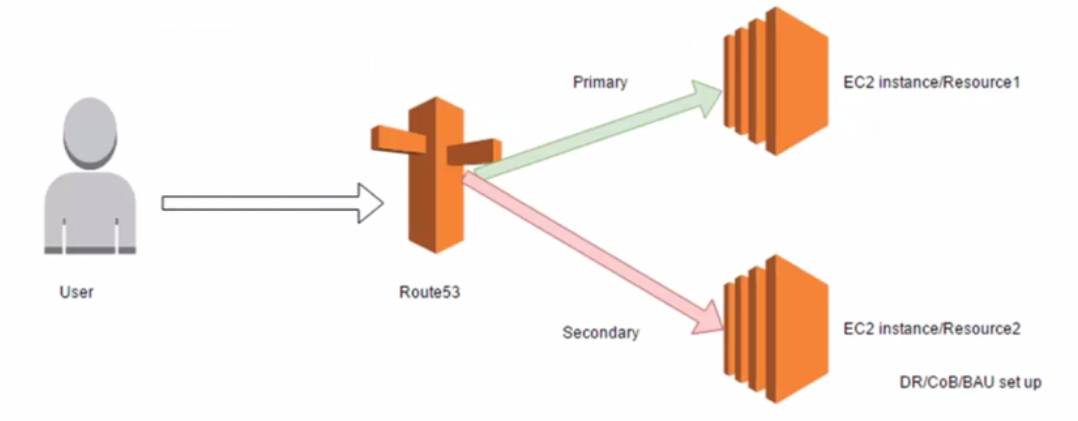 Primary
EC2 instance/Resource1
User
Route53
Secondary
EC2 instance/Resource2
DR/CoB/BAU set up